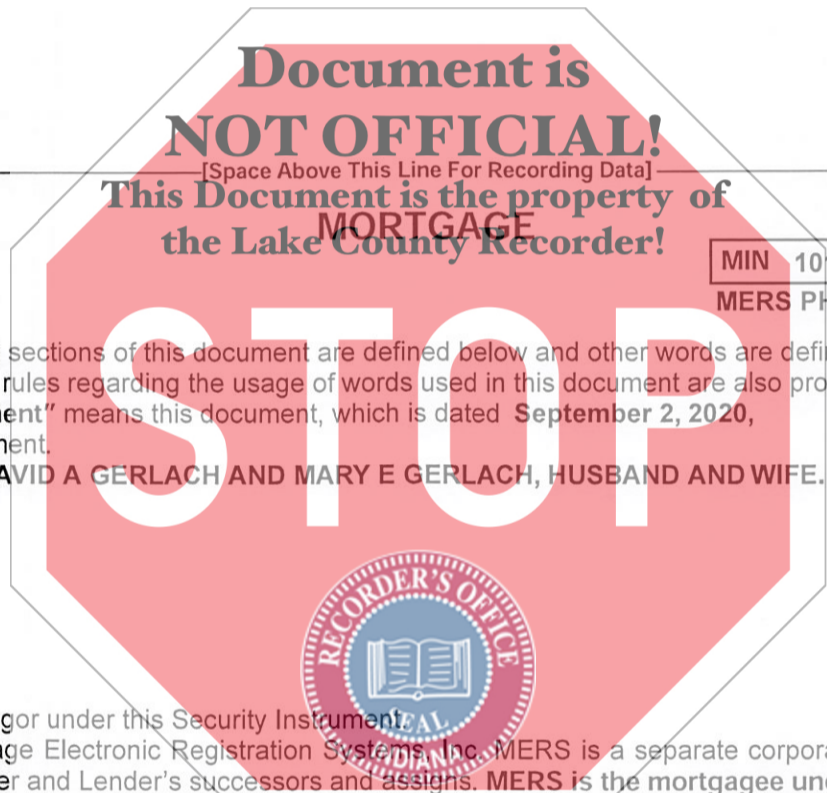 Document is
NOT OFFICIAL!
[Space Above This Line For Recording Data]
This Document is the property of
MORTGAGE
the Lake County Recorder!
MIN 10
MERS PH
STOP
sections of this document are defined below and other words are defi
rules regarding the usage of words used in this document are also pro
ent" means this document, which is dated September 2, 2020,
ent.
AVID A GERLACH AND MARY E GERLACH, HUSBAND AND WIFE.
RECORDER'S OFFICE
SEAL
gor under this Security Instrument.
ge Electronic Registration Systems, Inc. MERS is a separate corpora
INDIANA
er and Lender's successors and assigns. MERS is the mortgagee und